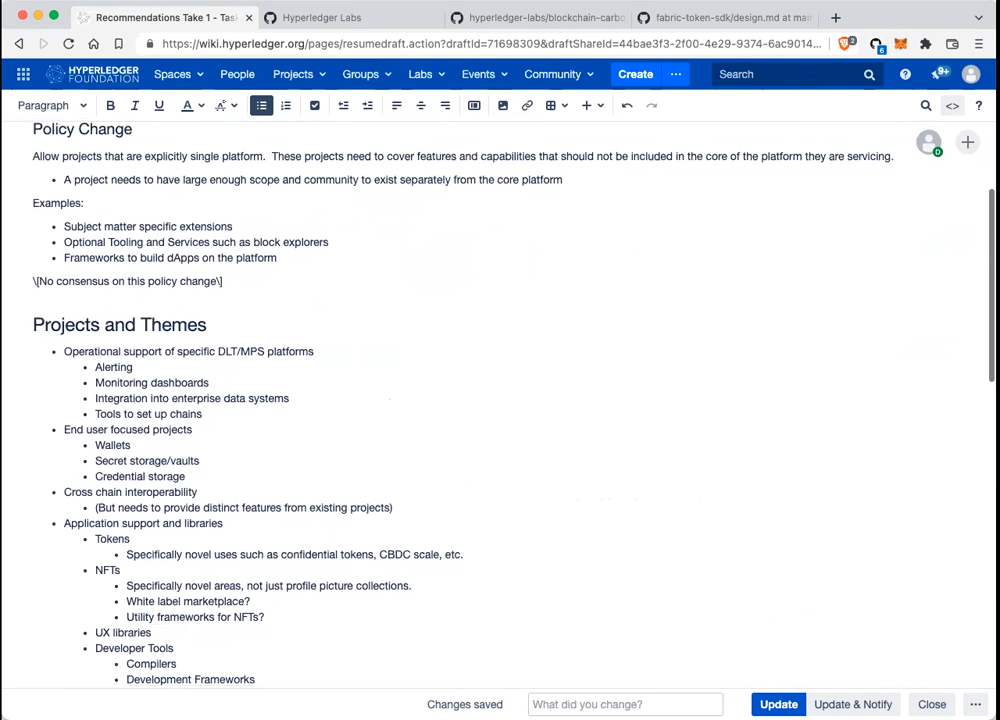 Recommendations Take 1 - Tas
Hyperledger Labs
hyperledger-labs/blockchain-carbo
fabric-token-sdk/design.md at mai
https://wiki.hyperledger.org/pages/resumedraft.action?draftId=71698309&draftShareId=44bae3f3-2f00-4e29-9374-6ac9014...
2
6
HYPERLEDGER
FOUNDATION
Spaces People Projects Groups Labs Events Community Create ... Search 9+
Paragraph B I U A
Policy Change
Allow projects that are explicitly single platform. These projects need to cover features and capabilities that should not be included in the core of the platform they are servicing.
• A project needs to have large enough scope and community to exist separately from the core platform
Examples:
• Subject matter specific extensions
• Optional Tooling and Services such as block explorers
• Frameworks to build dApps on the platform
\[No consensus on this policy change\]
Projects and Themes
• Operational support of specific DLT/MPS platforms
• Alerting
• Monitoring dashboards
• Integration into enterprise data systems
• Tools to set up chains
• End user focused projects
• Wallets
• Secret storage/vaults
• Credential storage
• Cross chain interoperability
• (But needs to provide distinct features from existing projects)
• Application support and libraries
• Tokens
• Specifically novel uses such as confidential tokens, CBDC scale, etc.
• NFTs
• Specifically novel areas, not just profile picture collections.
• White label marketplace?
• Utility frameworks for NFTs?
• UX libraries
• Developer Tools
• Compilers
• Development Frameworks
D
Changes saved What did you change? Update Update & Notify Close ...